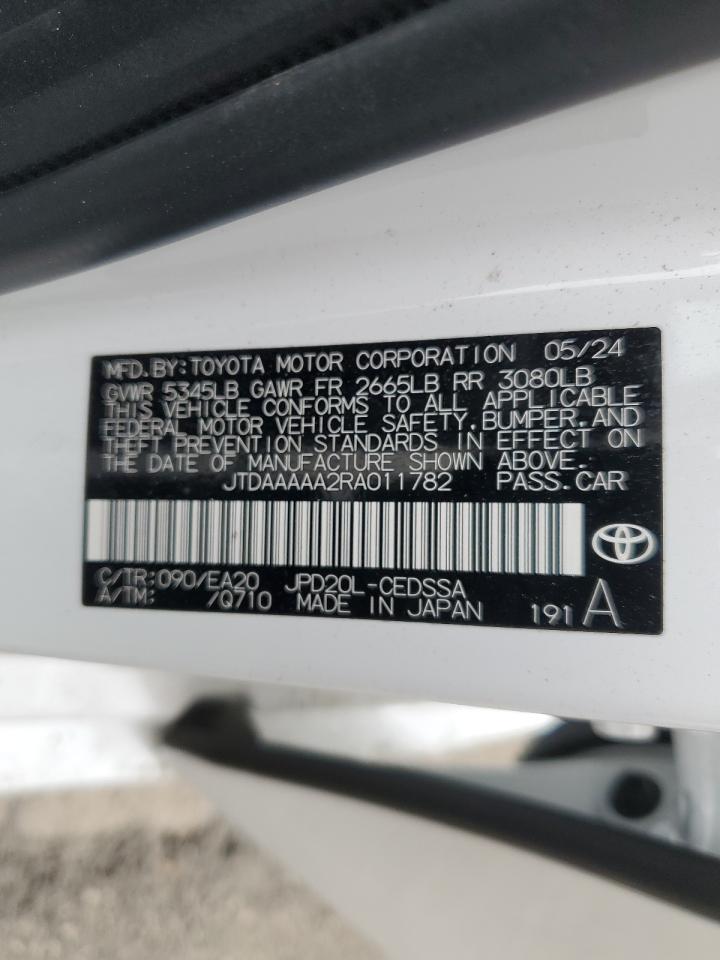 MFD.BY:TOYOTA MOTOR CORPORATION 05/24
GVWR 5345LB GAWR FR 2665LB RR 3080LB
THIS VEHICLE CONFORMS TO ALL APPLICABLE
FEDERAL MOTOR VEHICLE SAFETY,BUMPER,AND
THEFT PREVENTION STANDARDS IN EFFECT ON
THE DATE OF MANUFACTURE SHOWN ABOVE.
JTDAAAAA2RA011782 PASS.CAR
C/TR:090/EA20 JPD20L-CEDSSA
A/TM: /Q710 MADE IN JAPAN 191 A